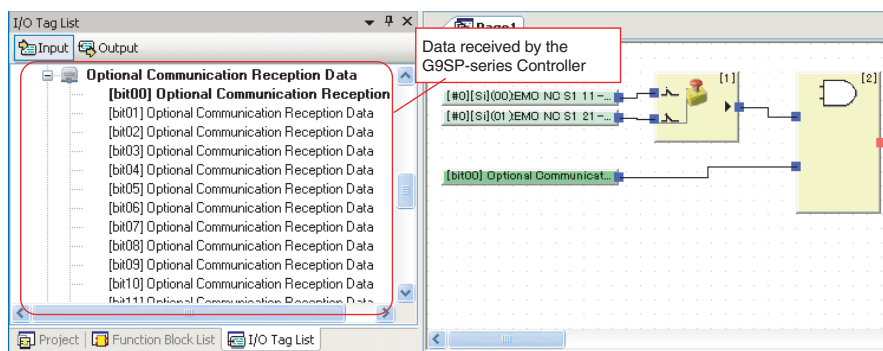 I/O Tag List
Input Output
Optional Communication Reception Data
[bit00] Optional Communication Reception
[bit01] Optional Communication Reception Data
[bit02] Optional Communication Reception Data
[bit03] Optional Communication Reception Data
[bit04] Optional Communication Reception Data
[bit05] Optional Communication Reception Data
[bit06] Optional Communication Reception Data
[bit07] Optional Communication Reception Data
[bit08] Optional Communication Reception Data
[bit09] Optional Communication Reception Data
[bit10] Optional Communication Reception Data
[bit11] Optional Communication Reception Data
Project Function Block List I/O Tag List
Data received by the
G9SP-series Controller
Page1
[#0][Si](00):EMO NC S1 11 -...
[#0][Si](01):EMO NC S1 21 -...
[bit00] Optional Communicat...
[1]
[2]